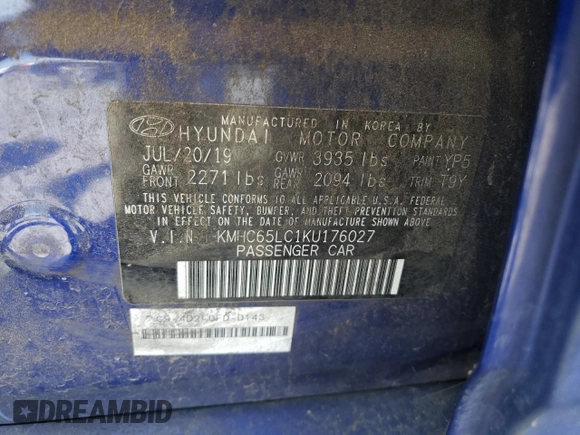 MANUFACTURED IN KOREA BY
HYUNDAI MOTOR COMPANY
JUL/20/19 GVWR 3935 lbs PAINT YP5
GAWR FRONT 2271 lbs GAWR REAR 2094 lbs TRIM T9Y
THIS VEHICLE CONFORMS TO ALL APPLICABLE U.S.A. FEDERAL
MOTOR VEHICLE SAFETY, BUMPER, AND THEFT PREVENTION STANDARDS
IN EFFECT ON THE DATE OF MANUFACTURE SHOWN ABOVE.
V.I.N. KMHC65LC1KU176027
PASSENGER CAR
DREAMBID